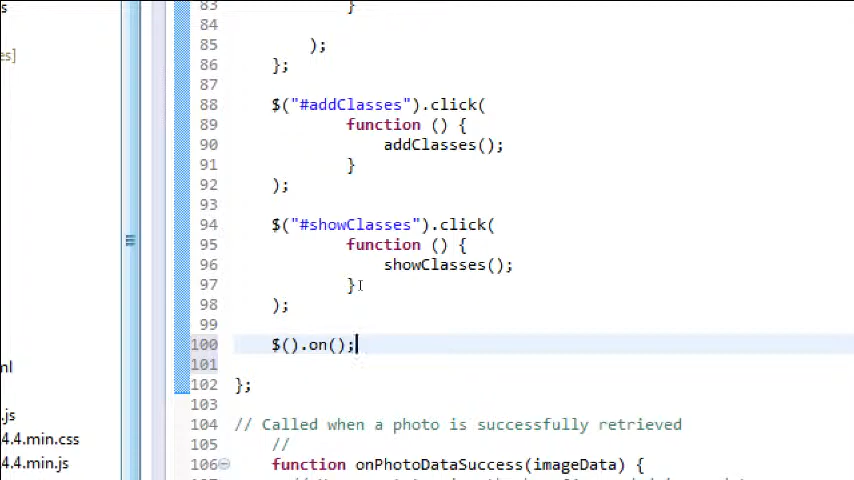 s
es]
ml
.js
4.4.min.css
4.4.min.js
83 }
84
85 );
86 };
87
88 $("#addClasses").click(
89 function () {
90 addClasses();
91 }
92 );
93
94 $("#showClasses").click(
95 function () {
96 showClasses();
97 }
98 );
99
100 $().on();
101
102 };
103
104 // Called when a photo is successfully retrieved
105 //
106 function onPhotoDataSuccess(imageData) {